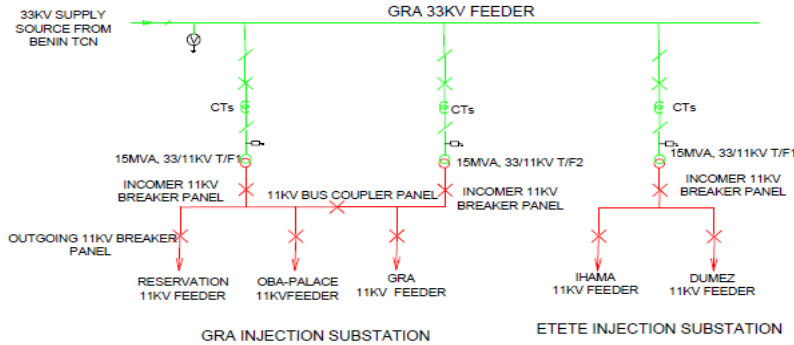 33KV SUPPLY
SOURCE FROM
BENIN TCN
GRA 33KV FEEDER
V
CTs
CTs
CTs
15MVA, 33/11KV T/F1
15MVA, 33/11KV T/F2
15MVA, 33/11KV T/F1
INCOMER 11KV
BREAKER PANEL
11KV BUS COUPLER PANEL
INCOMER 11KV
BREAKER PANEL
INCOMER 11KV
BREAKER PANEL
OUTGOING 11KV BREAKER
PANEL
RESERVATION
11KV FEEDER
OBA-PALACE
11KVFEEDER
GRA
11KV FEEDER
IHAMA
11KV FEEDER
DUMEZ
11KV FEEDER
GRA INJECTION SUBSTATION
ETETE INJECTION SUBSTATION